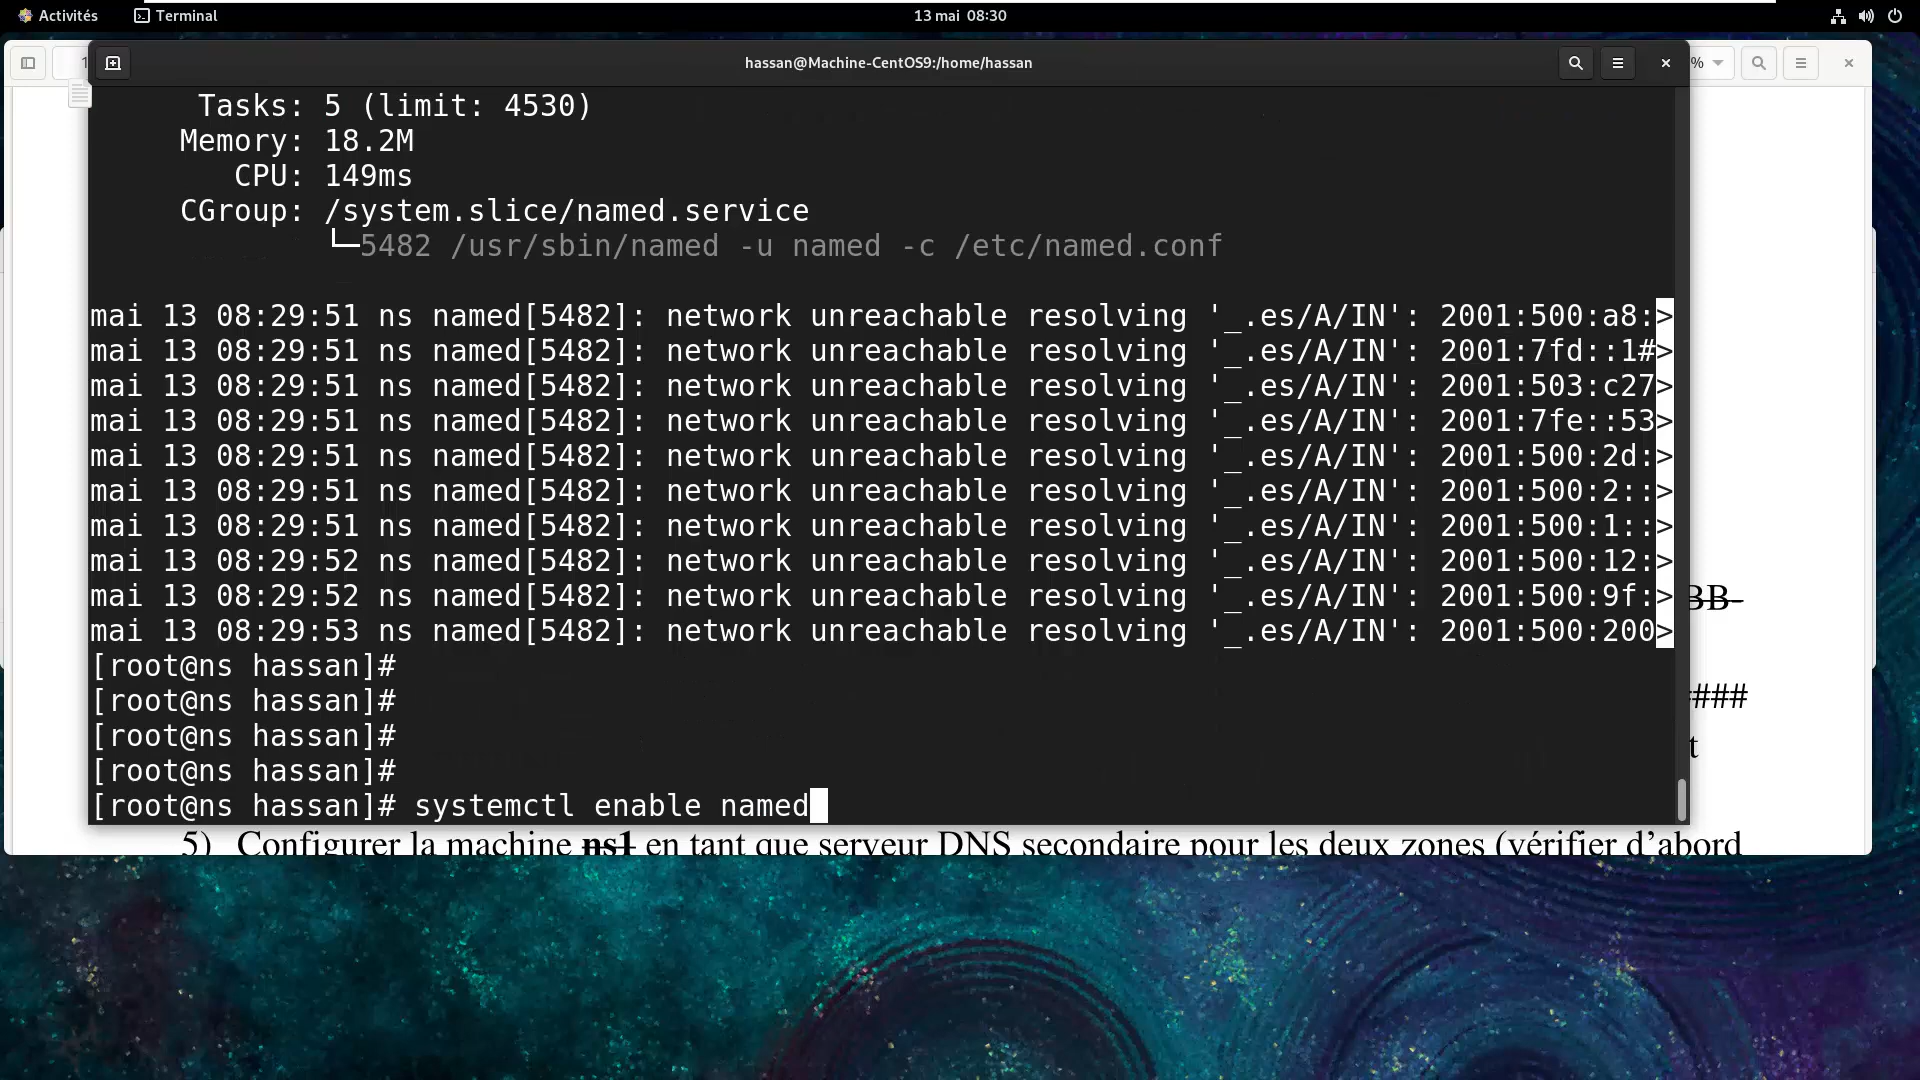 Activités Terminal 13 mai 08:30
1 hassan@Machine-CentOS9:/home/hassan %
Tasks: 5 (limit: 4530)
Memory: 18.2M
CPU: 149ms
CGroup: /system.slice/named.service
└─5482 /usr/sbin/named -u named -c /etc/named.conf
mai 13 08:29:51 ns named[5482]: network unreachable resolving '_.es/A/IN': 2001:500:a8:>
mai 13 08:29:51 ns named[5482]: network unreachable resolving '_.es/A/IN': 2001:7fd::1#>
mai 13 08:29:51 ns named[5482]: network unreachable resolving '_.es/A/IN': 2001:503:c27>
mai 13 08:29:51 ns named[5482]: network unreachable resolving '_.es/A/IN': 2001:7fe::53>
mai 13 08:29:51 ns named[5482]: network unreachable resolving '_.es/A/IN': 2001:500:2d:>
mai 13 08:29:51 ns named[5482]: network unreachable resolving '_.es/A/IN': 2001:500:2::>
mai 13 08:29:51 ns named[5482]: network unreachable resolving '_.es/A/IN': 2001:500:1::>
mai 13 08:29:52 ns named[5482]: network unreachable resolving '_.es/A/IN': 2001:500:12:>
mai 13 08:29:52 ns named[5482]: network unreachable resolving '_.es/A/IN': 2001:500:9f:>
BB-
mai 13 08:29:53 ns named[5482]: network unreachable resolving '_.es/A/IN': 2001:500:200>
[root@ns hassan]#
[root@ns hassan]#
####
[root@ns hassan]#
t
[root@ns hassan]#
[root@ns hassan]# systemctl enable named
5) Configurer la machine ns1 en tant que serveur DNS secondaire pour les deux zones (vérifier d’abord